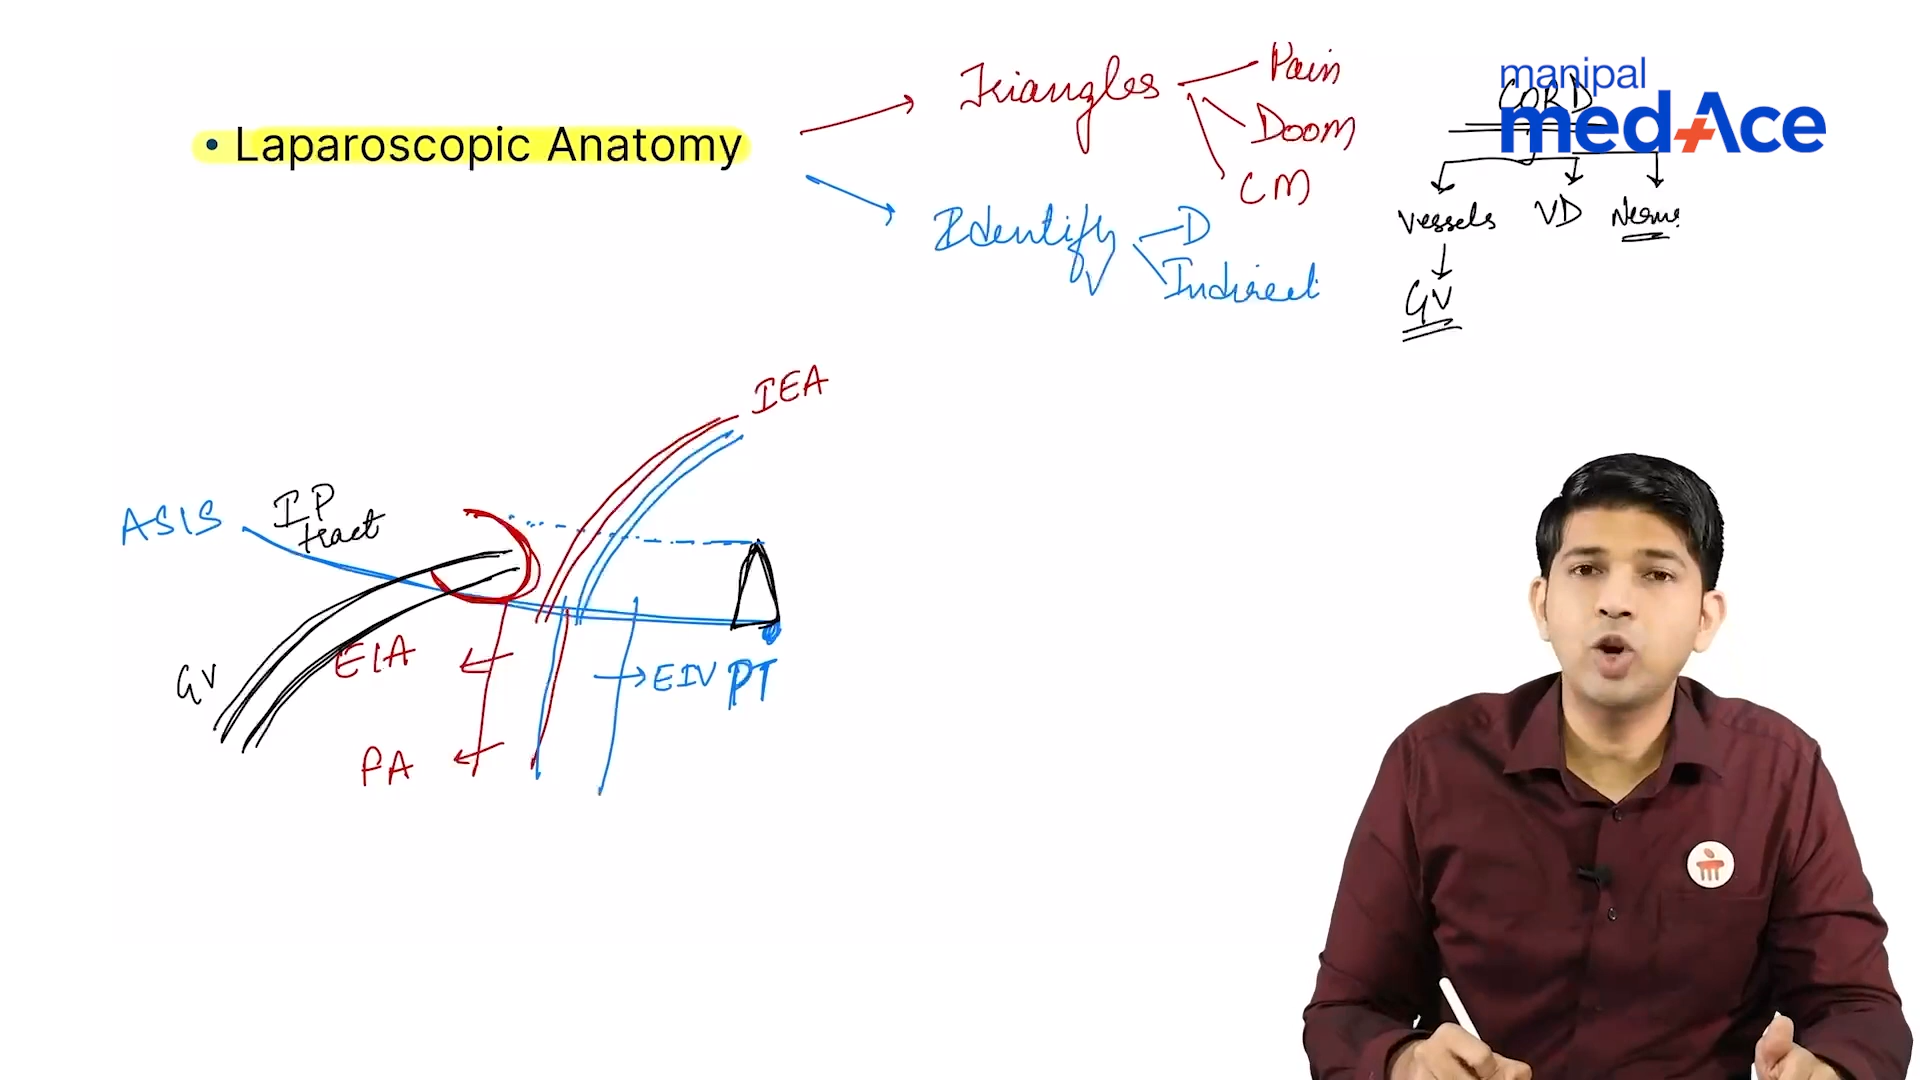 • Laparoscopic Anatomy
Triangles
Pain
Doom
CM
Identify
D
Indirect
manipal
medAce
CORD
Vessels VD Nerve
GV
IEA
ASIS
IP
tract
GV
EIA
EIV PT
PA